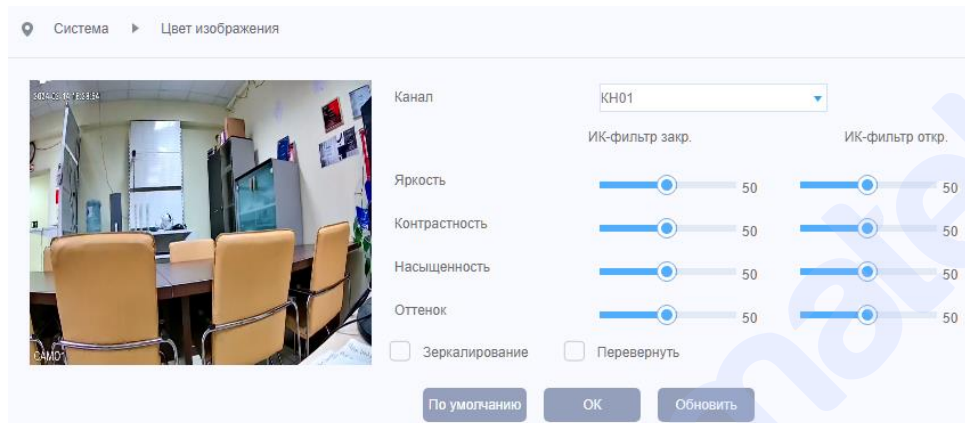 Система ▶ Цвет изображения
Канал КН01
ИК-фильтр закр. ИК-фильтр откр.
Яркость 50 50
Контрастность 50 50
Насыщенность 50 50
Оттенок 50 50
Зеркалирование Перевернуть
CAM01
По умолчанию ОК Обновить